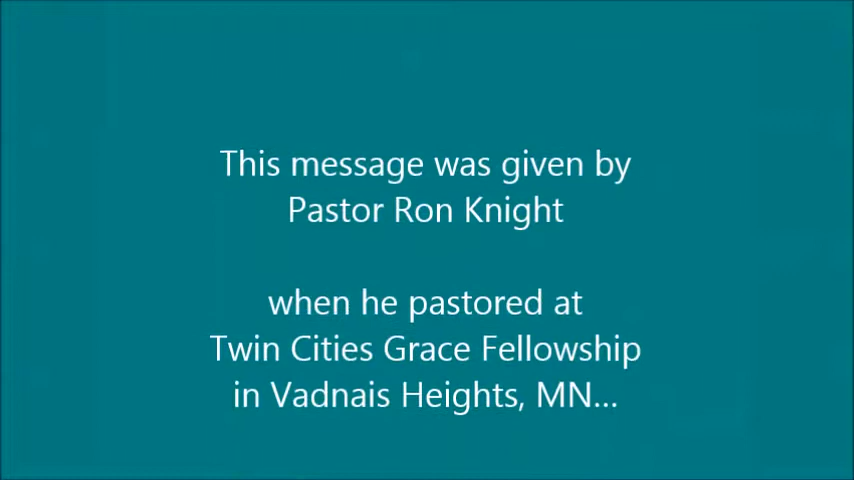 This message was given by
Pastor Ron Knight
when he pastored at
Twin Cities Grace Fellowship
in Vadnais Heights, MN...